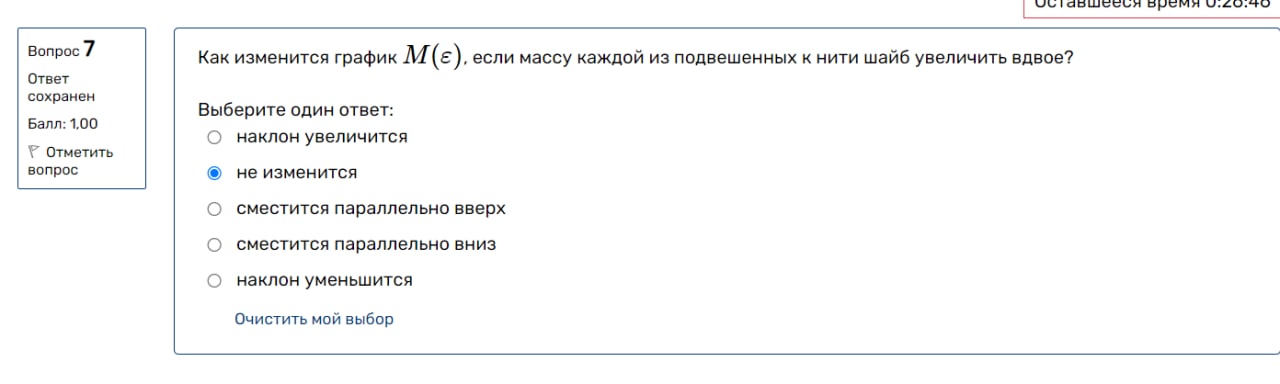 Оставшееся время 0:26:46
Вопрос 7
Ответ
сохранен
Балл: 1,00
Отметить
вопрос
Как изменится график M(ε), если массу каждой из подвешенных к нити шайб увеличить вдвое?
Выберите один ответ:
наклон увеличится
не изменится
сместится параллельно вверх
сместится параллельно вниз
наклон уменьшится
Очистить мой выбор